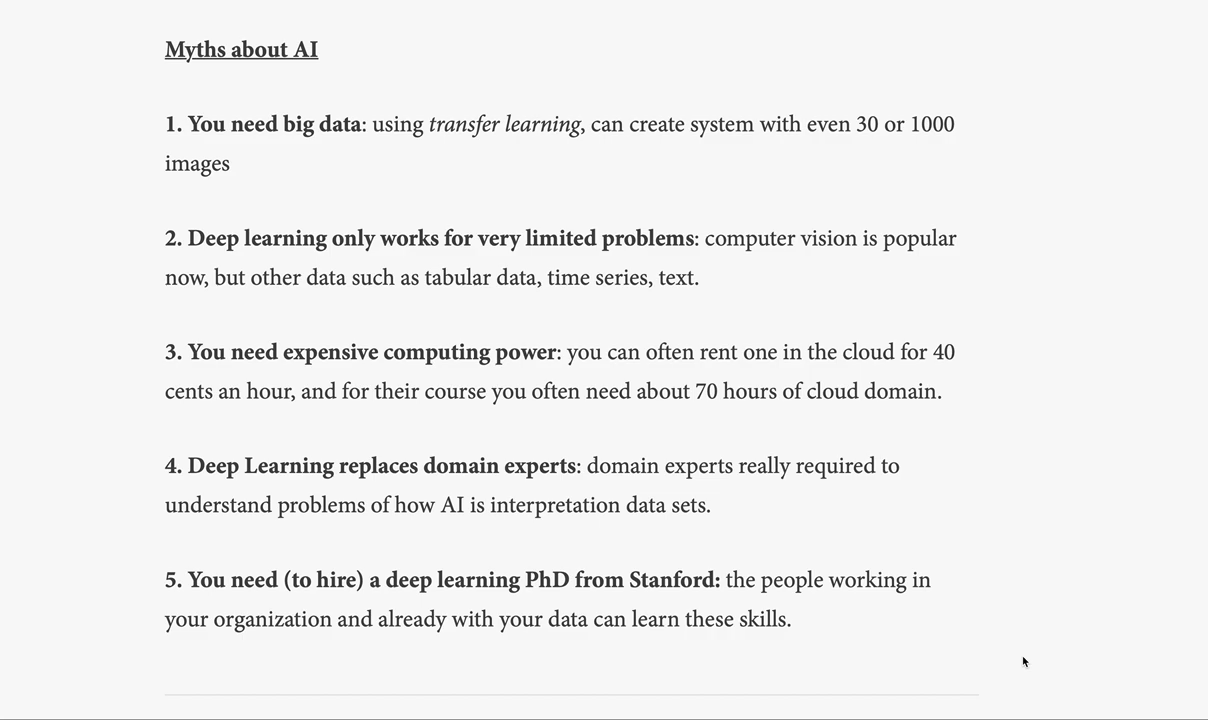 Myths about AI
1. You need big data: using transfer learning, can create system with even 30 or 1000
images
2. Deep learning only works for very limited problems: computer vision is popular
now, but other data such as tabular data, time series, text.
3. You need expensive computing power: you can often rent one in the cloud for 40
cents an hour, and for their course you often need about 70 hours of cloud domain.
4. Deep Learning replaces domain experts: domain experts really required to
understand problems of how AI is interpretation data sets.
5. You need (to hire) a deep learning PhD from Stanford: the people working in
your organization and already with your data can learn these skills.